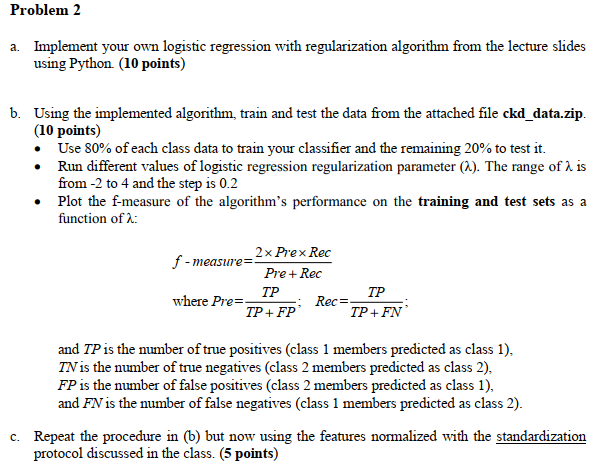 Problem 2
a. Implement your own logistic regression with regularization algorithm from the lecture slides
using Python. (10 points)
b. Using the implemented algorithm, train and test the data from the attached file ckd_data.zip.
(10 points)
• Use 80% of each class data to train your classifier and the remaining 20% to test it.
• Run different values of logistic regression regularization parameter (λ). The range of λ is
from -2 to 4 and the step is 0.2
• Plot the f-measure of the algorithm's performance on the training and test sets as a
function of λ:
f - measure= 2× Pre× Rec / Pre+ Rec
where Pre= TP / TP+ FP ; Rec= TP / TP+ FN ;
and TP is the number of true positives (class 1 members predicted as class 1),
TN is the number of true negatives (class 2 members predicted as class 2),
FP is the number of false positives (class 2 members predicted as class 1),
and FN is the number of false negatives (class 1 members predicted as class 2).
c. Repeat the procedure in (b) but now using the features normalized with the standardization
protocol discussed in the class. (5 points)